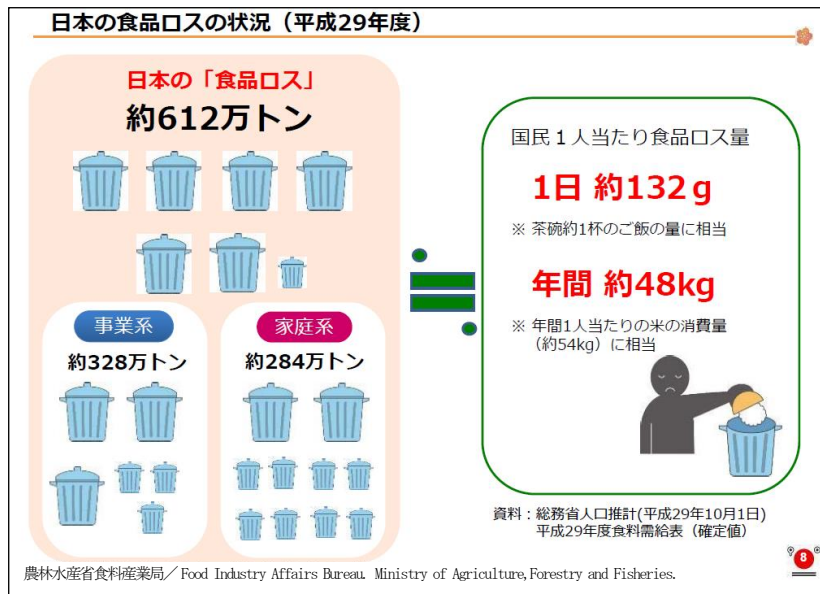 日本の食品ロスの状況（平成29年度）
日本の「食品ロス」
約612万トン
事業系
約328万トン
家庭系
約284万トン
国民１人当たり食品ロス量
1日 約132ｇ
※ 茶碗約1杯のご飯の量に相当
年間 約48kg
※ 年間1人当たりの米の消費量
（約54kg）に相当
資料：総務省人口推計(平成29年10月1日)
平成29年度食料需給表（確定値）
8
農林水産省食料産業局／Food Industry Affairs Bureau. Ministry of Agriculture,Forestry and Fisheries.